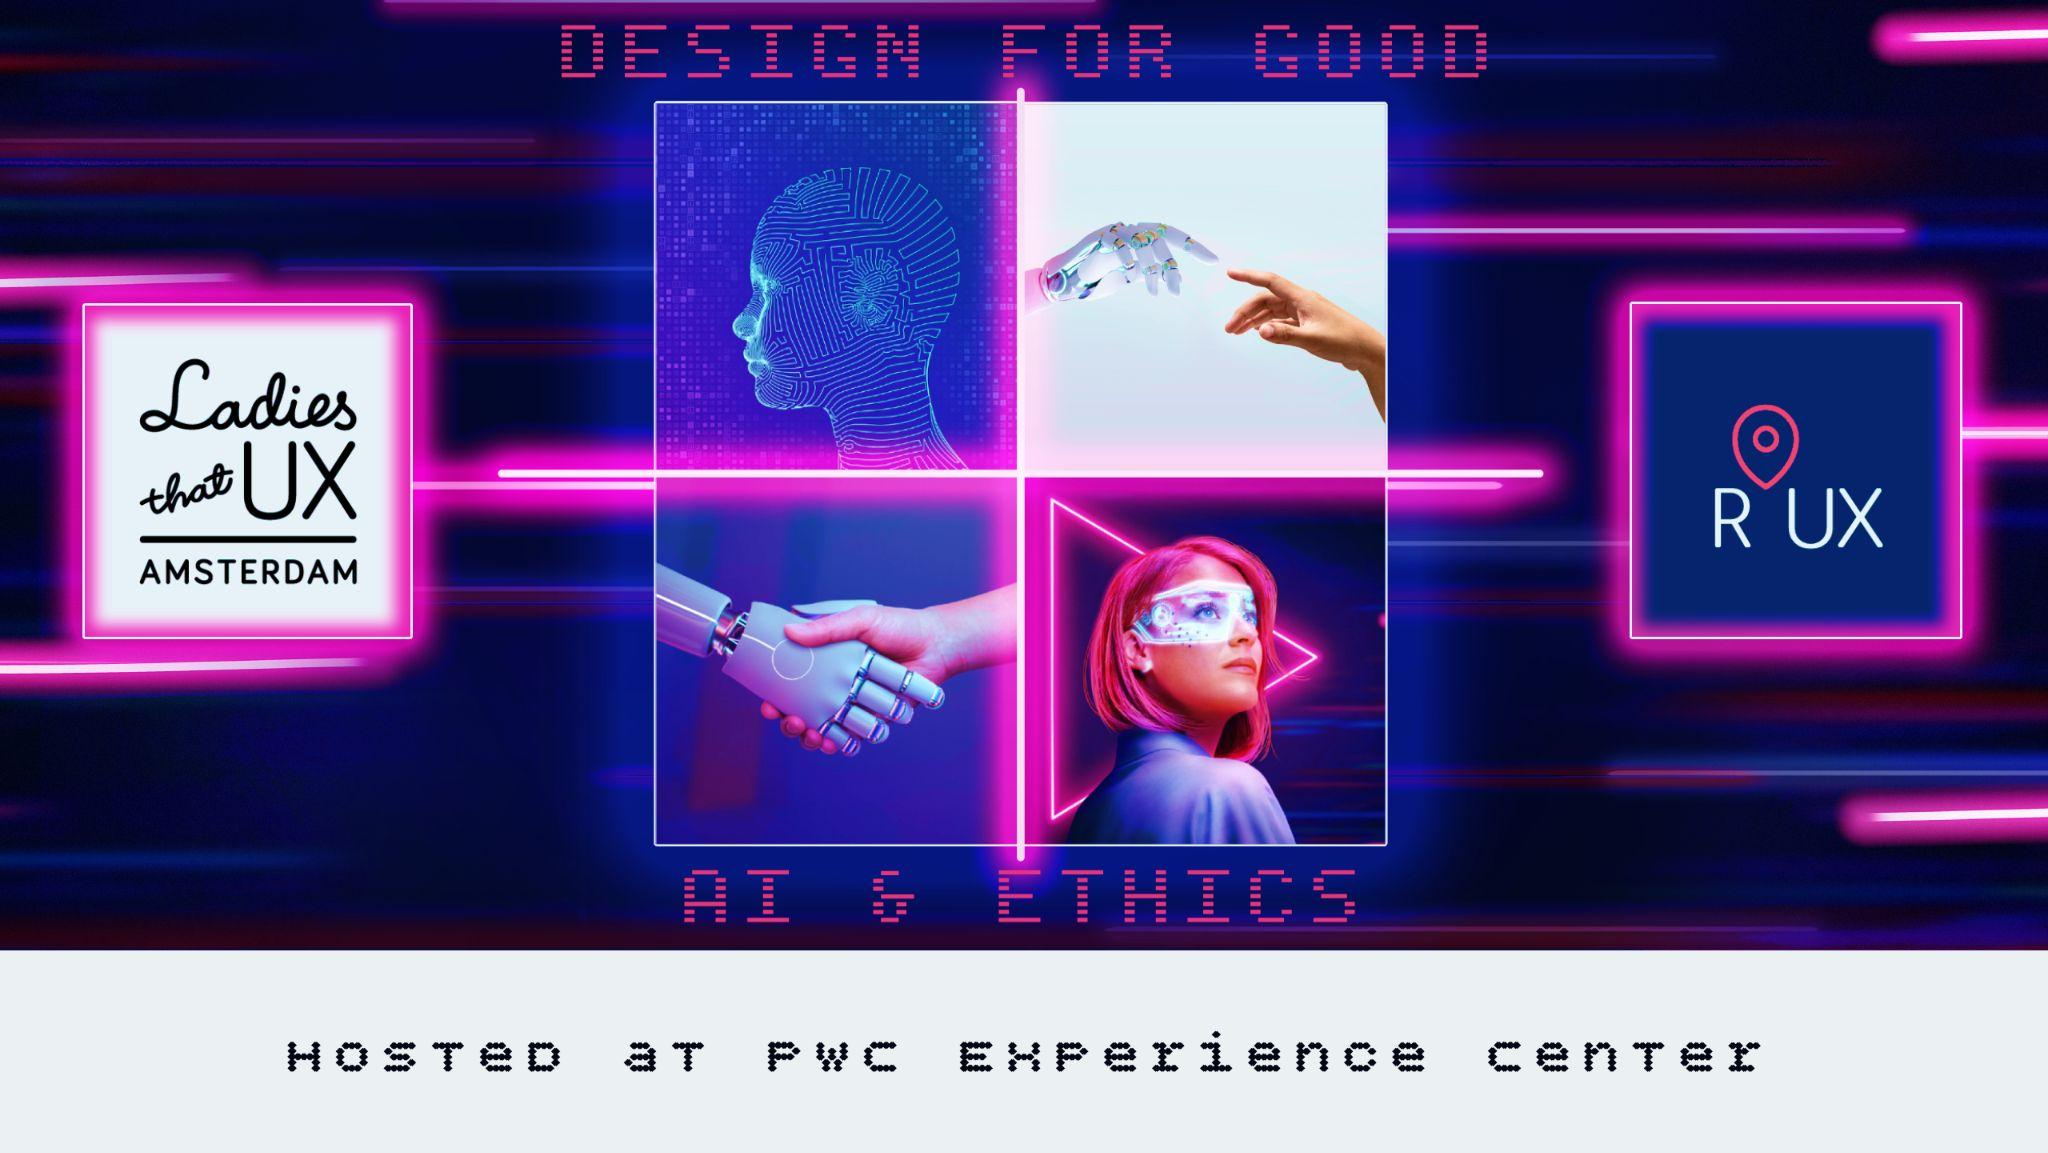 DESIGN FOR GOOD
Ladies
that UX
AMSTERDAM
R UX
AI & ETHICS
Hosted at PWC Experience Center